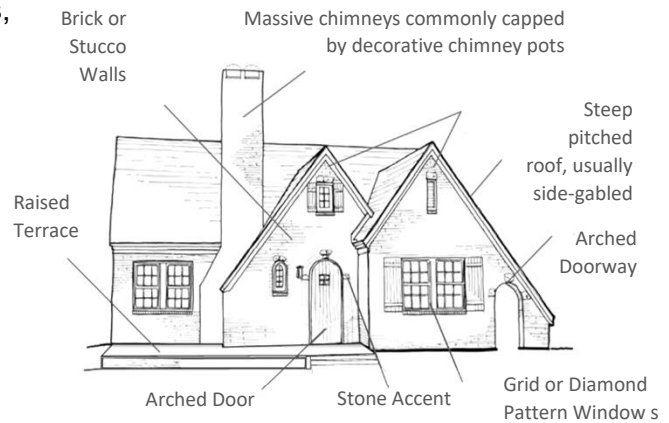 s,
Brick or
Stucco
Walls
Massive chimneys commonly capped
by decorative chimney pots
Steep
pitched
roof, usually
side-gabled
Raised
Terrace
Arched
Doorway
Arched Door
Stone Accent
Grid or Diamond
Pattern Window s